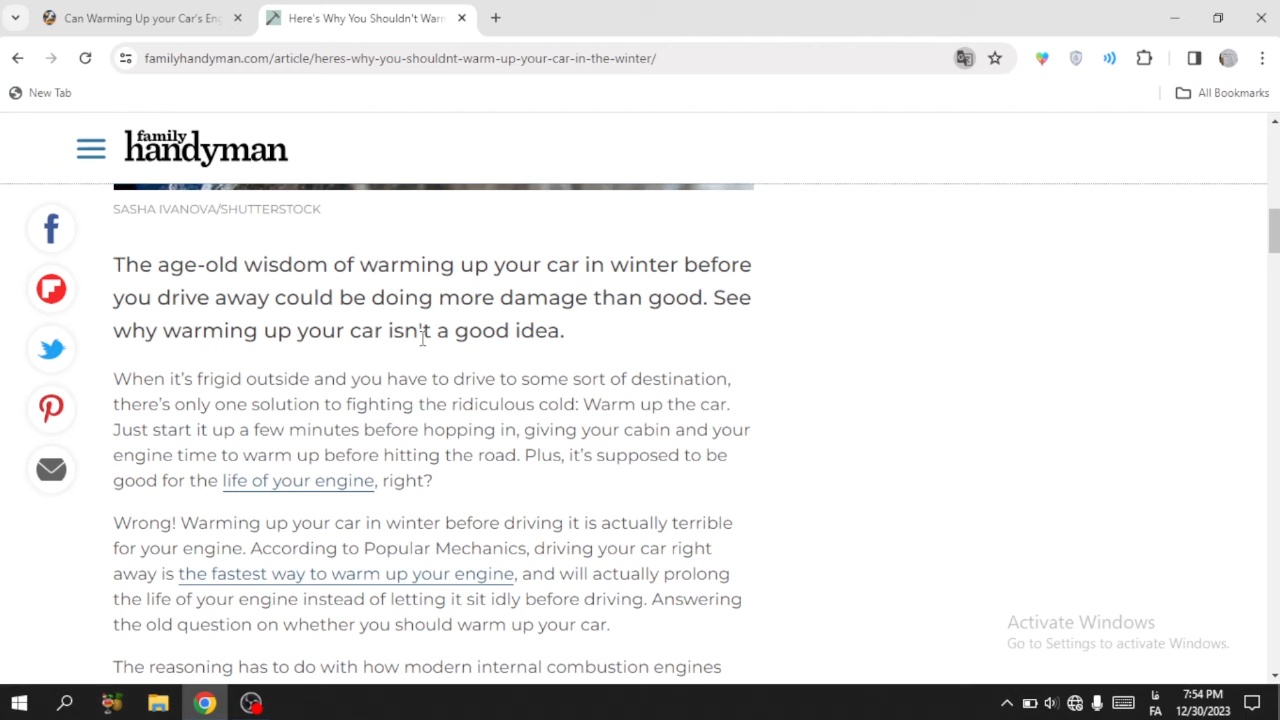 Can Warming Up your Car's Eng
Here's Why You Shouldn't Warm
familyhandyman.com/article/heres-why-you-shouldnt-warm-up-your-car-in-the-winter/
New Tab
All Bookmarks
family
handyman
SASHA IVANOVA/SHUTTERSTOCK
The age-old wisdom of warming up your car in winter before
you drive away could be doing more damage than good. See
why warming up your car isn't a good idea.
When it's frigid outside and you have to drive to some sort of destination,
there's only one solution to fighting the ridiculous cold: Warm up the car.
Just start it up a few minutes before hopping in, giving your cabin and your
engine time to warm up before hitting the road. Plus, it's supposed to be
good for the life of your engine, right?
Wrong! Warming up your car in winter before driving it is actually terrible
for your engine. According to Popular Mechanics, driving your car right
away is the fastest way to warm up your engine, and will actually prolong
the life of your engine instead of letting it sit idly before driving. Answering
the old question on whether you should warm up your car.
The reasoning has to do with how modern internal combustion engines
Activate Windows
Go to Settings to activate Windows.
فا
7:54 PM
FA
12/30/2023